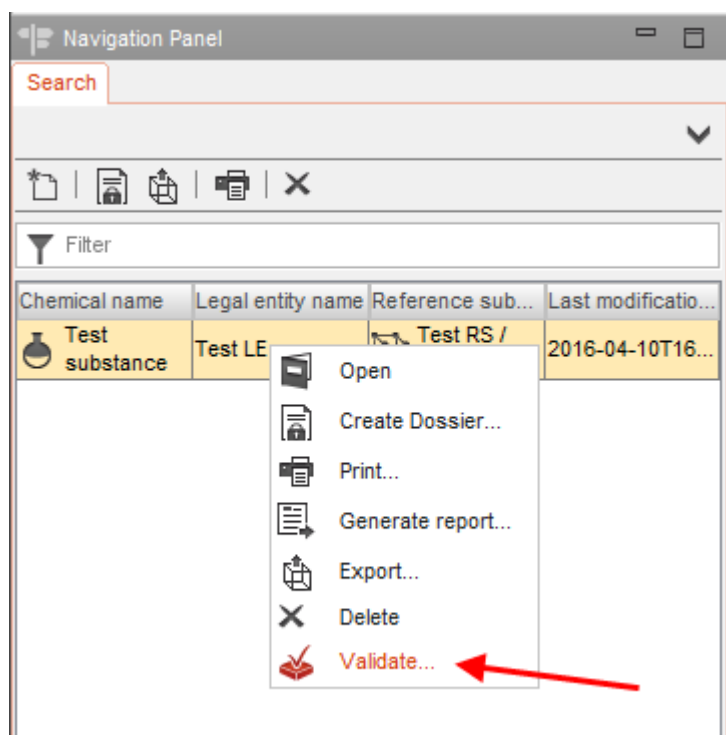 Navigation Panel
Search
Filter
Chemical name Legal entity name Reference sub... Last modificatio...
Test substance Test LE Test RS / 2016-04-10T16...
Open
Create Dossier...
Print...
Generate report...
Export...
Delete
Validate...